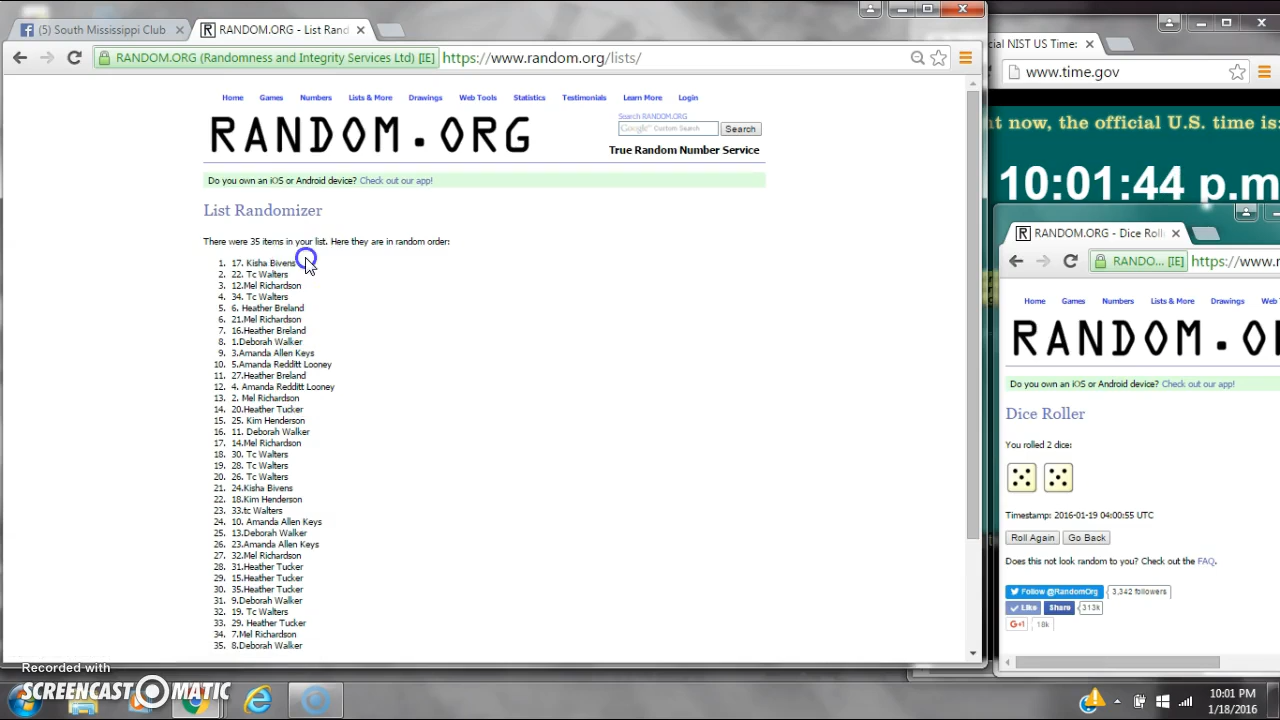 (5) South Mississippi Club
RANDOM.ORG - List Rand
RANDOM.ORG (Randomness and Integrity Services Ltd) [IE]
https://www.random.org/lists/
Home Games Numbers Lists & More Drawings Web Tools Statistics Testimonials Learn More Login
RANDOM.ORG
Search RANDOM.ORG
Google Custom Search
Search
True Random Number Service
Do you own an iOS or Android device? Check out our app!
List Randomizer
There were 35 items in your list. Here they are in random order:
1. 17. Kisha Bivens
2. 22. Tc Walters
3. 12.Mel Richardson
4. 34. Tc Walters
5. 6. Heather Breland
6. 21.Mel Richardson
7. 16.Heather Breland
8. 1.Deborah Walker
9. 3.Amanda Allen Keys
10. 5.Amanda Redditt Looney
11. 27.Heather Breland
12. 4. Amanda Redditt Looney
13. 2. Mel Richardson
14. 20.Heather Tucker
15. 25. Kim Henderson
16. 11. Deborah Walker
17. 14.Mel Richardson
18. 30. Tc Walters
19. 28. Tc Walters
20. 26. Tc Walters
21. 24.Kisha Bivens
22. 18.Kim Henderson
23. 33.tc Walters
24. 10. Amanda Allen Keys
25. 13.Deborah Walker
26. 23.Amanda Allen Keys
27. 32.Mel Richardson
28. 31.Heather Tucker
29. 15.Heather Tucker
30. 35.Heather Tucker
31. 9.Deborah Walker
32. 19. Tc Walters
33. 29. Heather Tucker
34. 7.Mel Richardson
35. 8.Deborah Walker
cial NIST US Time:
www.time.gov
t now, the official U.S. time is:
10:01:44 p.m
RANDOM.ORG - Dice Roll
RANDO... [IE]
https://www.r
Home Games Numbers Lists & More Drawings Web T
RANDOM.O
Do you own an iOS or Android device? Check out our app!
Dice Roller
You rolled 2 dice:
Timestamp: 2016-01-19 04:00:55 UTC
Roll Again Go Back
Does this not look random to you? Check out the FAQ.
Follow @RandomOrg 3,342 followers
Like Share 313k
G+1 18k
Recorded with
SCREENCAST-O-MATIC
10:01 PM
1/18/2016